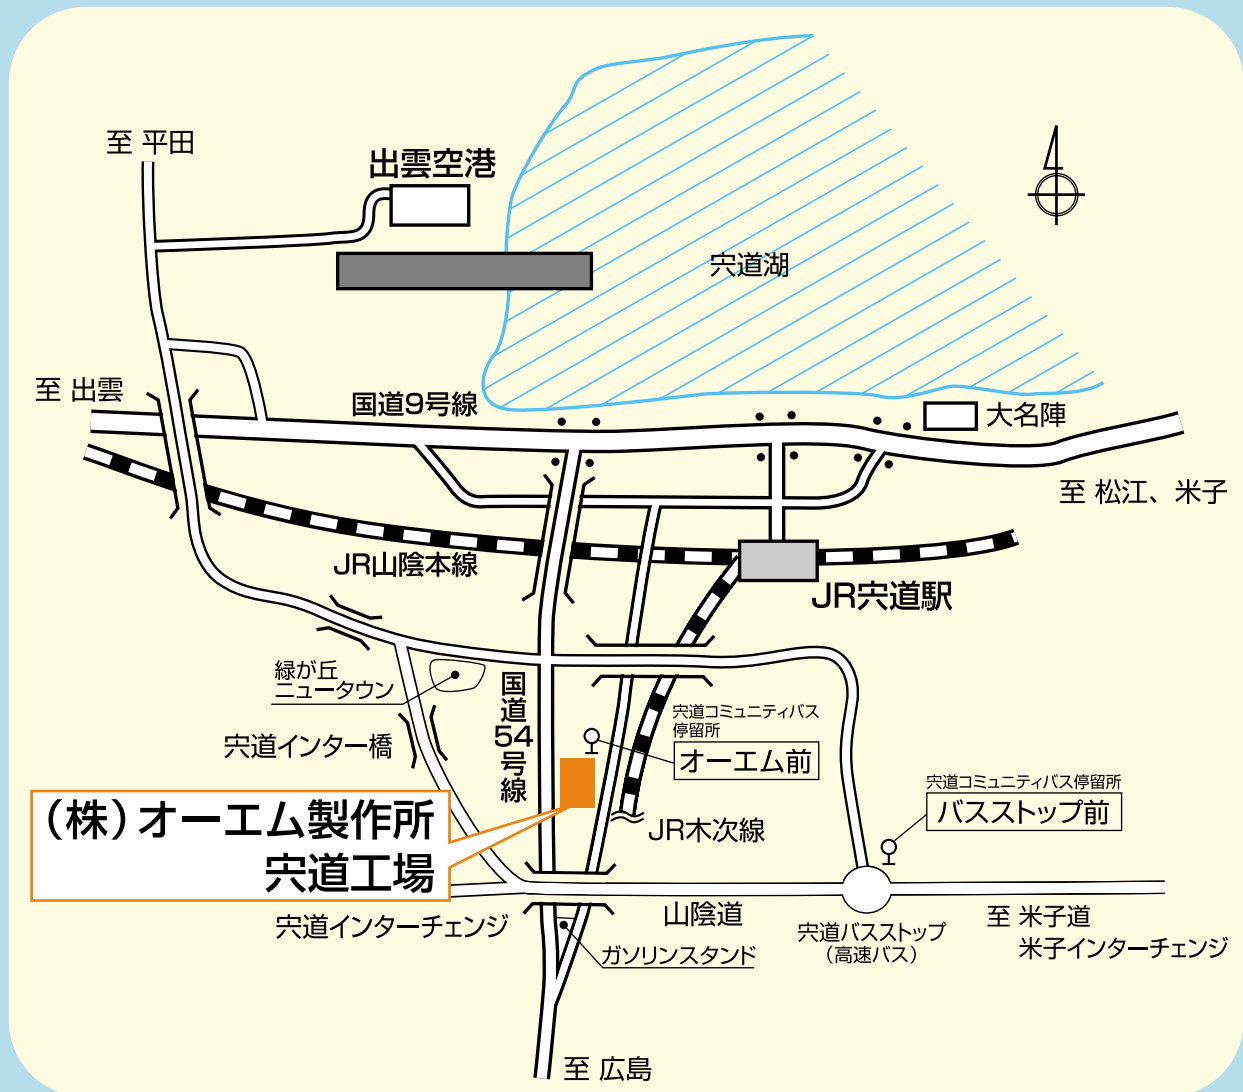 至 平田
出雲空港
宍道湖
至 出雲
国道9号線
大名陣
至 松江、米子
JR山陰本線
JR宍道駅
緑が丘
ニュータウン
国道54号線
宍道コミュニティバス
停留所
オーエム前
宍道インター橋
宍道コミュニティバス停留所
バスストップ前
（株）オーエム製作所
宍道工場
JR木次線
宍道インターチェンジ
山陰道
宍道バスストップ
（高速バス）
至 米子道
米子インターチェンジ
ガソリンスタンド
至 広島